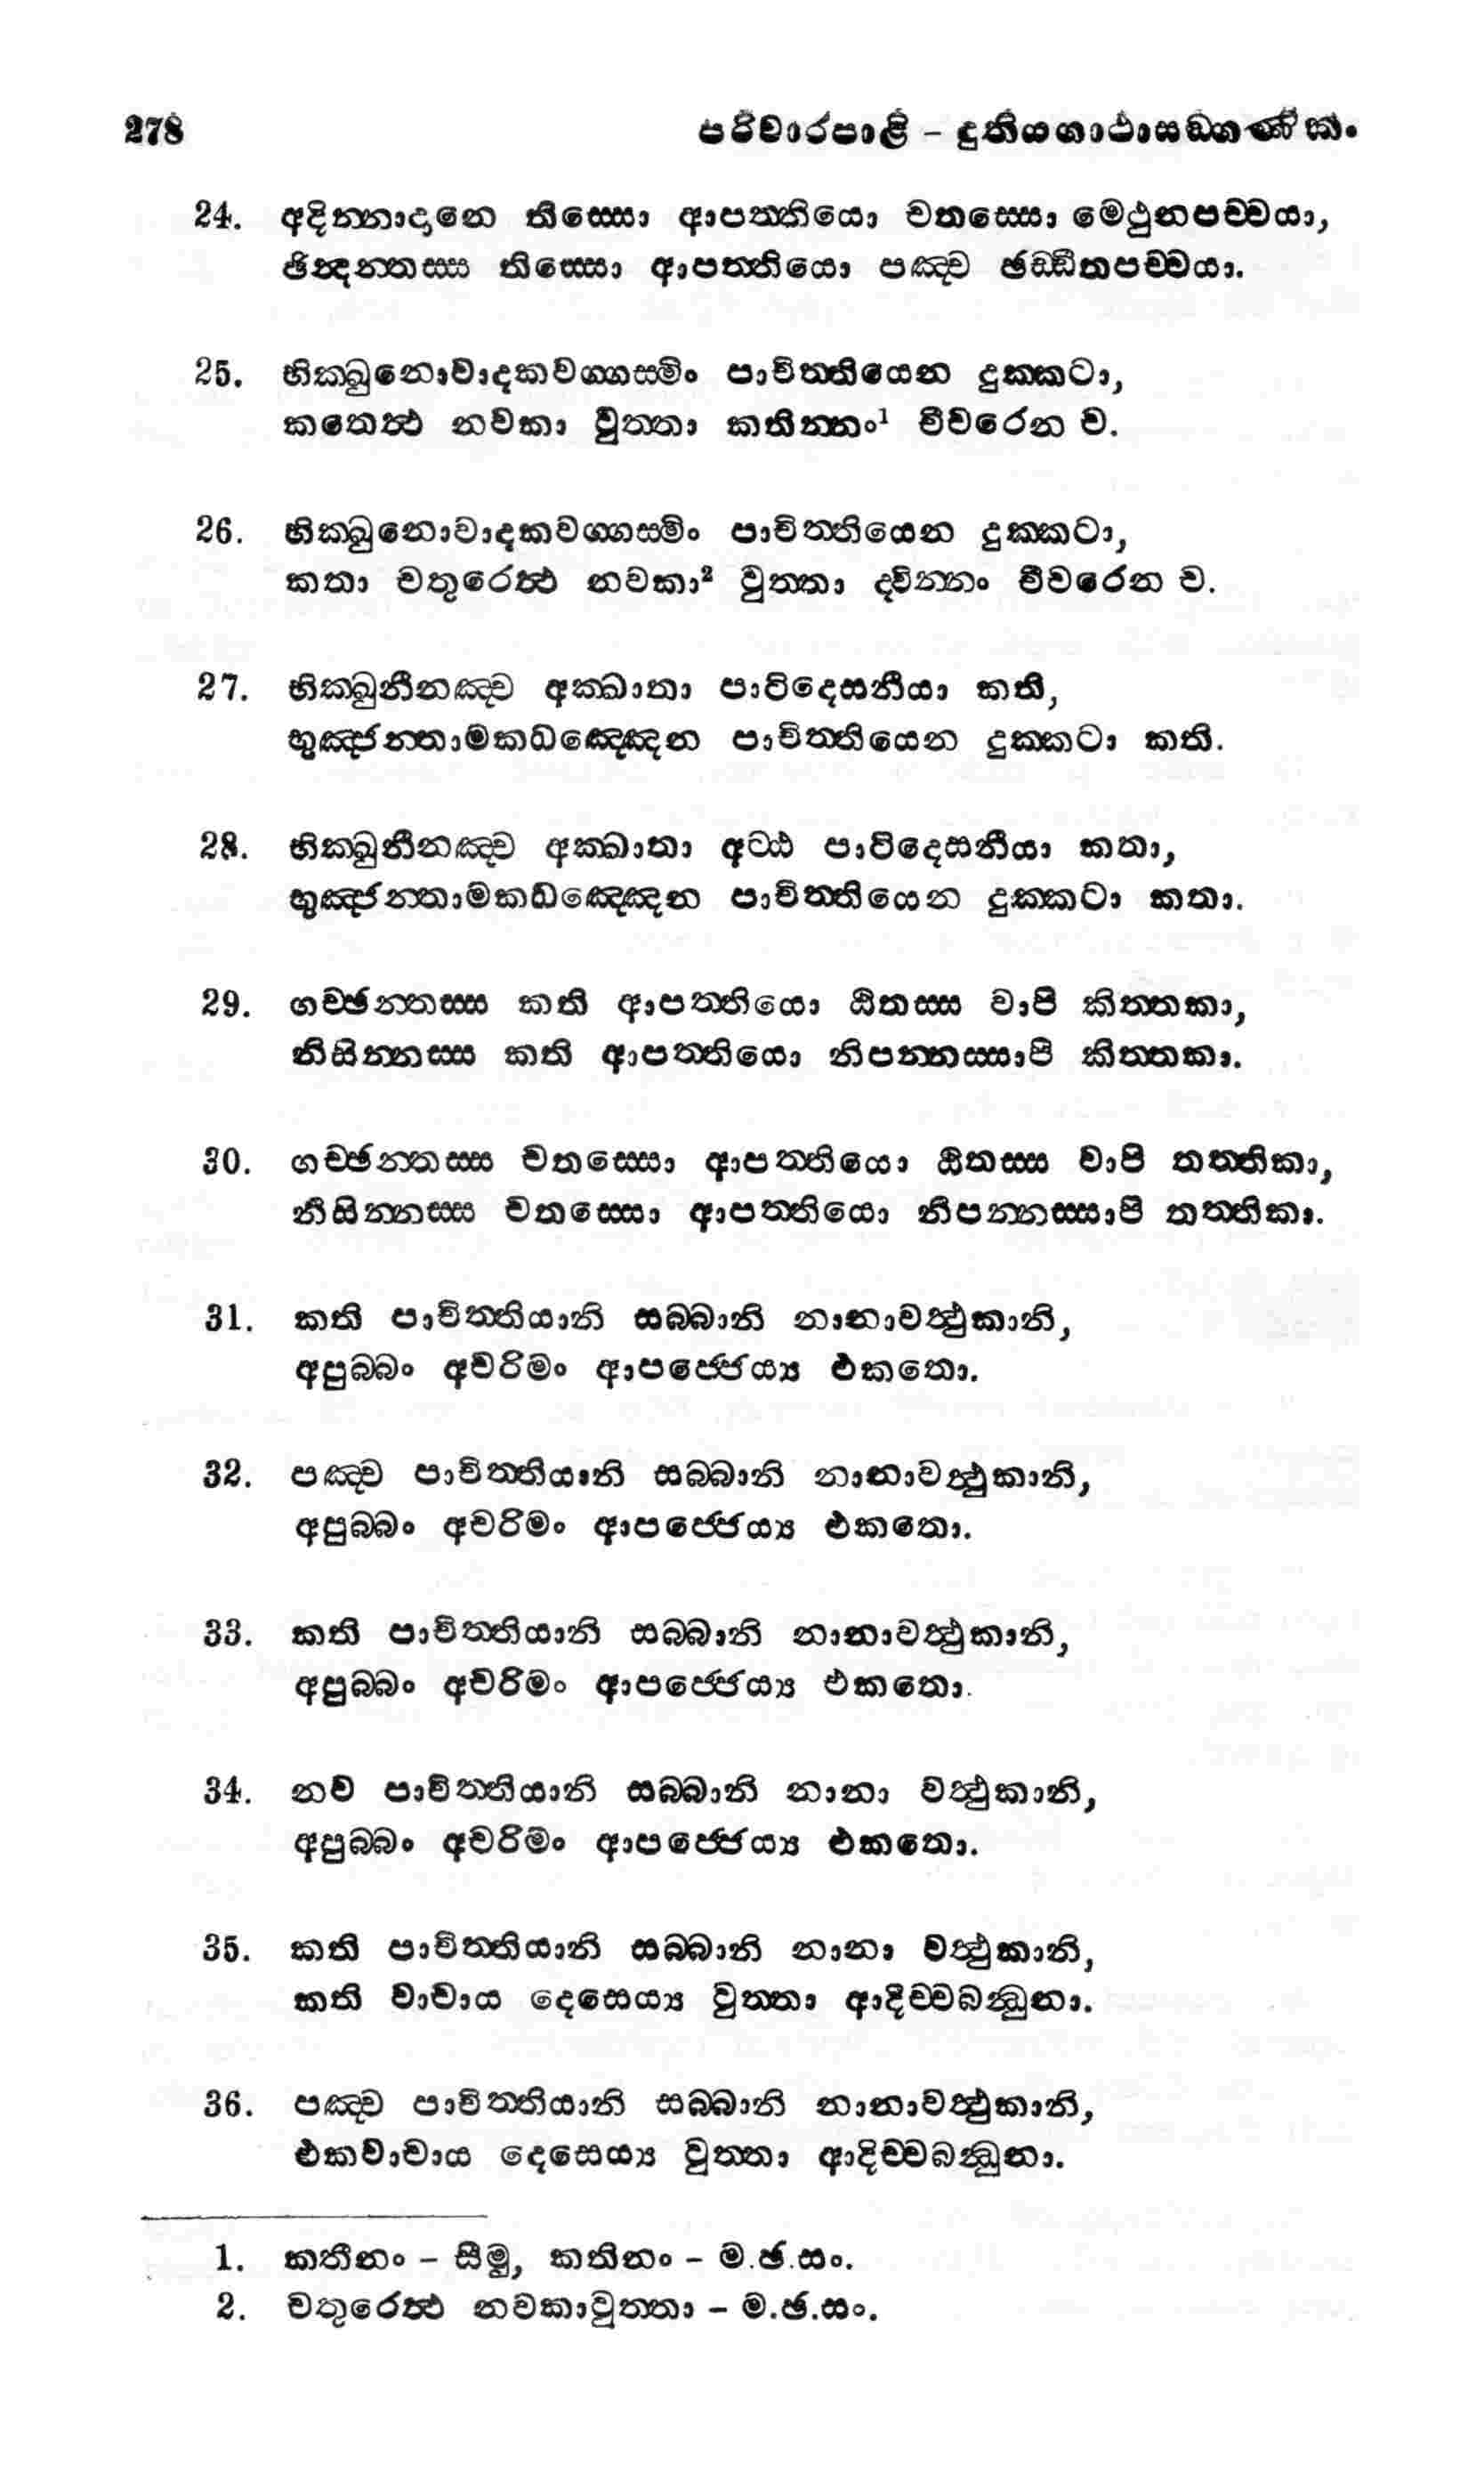 278 පරිවාරපාළි – දුතියගාථාසඞ්ගණිකං
24. අදින්නාදානෙ තිස්සො ආපත්තියො චතස්සො මෙථුනපච්චයා,
ඡින්දන්තස්ස තිස්සො ආපත්තියො පඤ්ච ඡඩ්ඩිතපච්චයා.
25. භික්ඛුනොවාදකවග්ගස්මිං පාචිත්තියෙන දුක්කටා,
කතෙත්ථ නවකා වුත්තා කතින්නං¹ චීවරෙන ච.
26. භික්ඛුනොවාදකවග්ගස්මිං පාචිත්තියෙන දුක්කටා,
කතා චතුරෙත්ථ නවකා² වුත්තා ද්වින්නං චීවරෙන ච.
27. භික්ඛුනීනඤ්ච අක්ඛාතා පාටිදෙසනීයා කති,
භුඤ්ජන්තාමකධඤ්ඤෙන පාචිත්තියෙන දුක්කටා කති.
28. භික්ඛුනීනඤ්ච අක්ඛාතා අට්ඨ පාටිදෙසනීයා කතා,
භුඤ්ජන්තාමකධඤ්ඤෙන පාචිත්තියෙන දුක්කටා කතා.
29. ගච්ඡන්තස්ස කති ආපත්තියො ඨිතස්ස වාපි කිත්තකා,
නිසින්නස්ස කති ආපත්තියො නිපන්නස්සාපි කිත්තකා.
30. ගච්ඡන්තස්ස චතස්සො ආපත්තියො ඨිතස්ස වාපි තත්තිකා,
නිසින්නස්ස චතස්සො ආපත්තියො නිපන්නස්සාපි තත්තිකා.
31. කති පාචිත්තියානි සබ්බානි නානාවත්ථුකානි,
අපුබ්බං අචරිමං ආපජ්ජෙය්‍ය එකතො.
32. පඤ්ච පාචිත්තියානි සබ්බානි නානාවත්ථුකානි,
අපුබ්බං අචරිමං ආපජ්ජෙය්‍ය එකතො.
33. කති පාචිත්තියානි සබ්බානි නානාවත්ථුකානි,
අපුබ්බං අචරිමං ආපජ්ජෙය්‍ය එකතො.
34. නව පාචිත්තියානි සබ්බානි නානා වත්ථුකානි,
අපුබ්බං අචරිමං ආපජ්ජෙය්‍ය එකතො.
35. කති පාචිත්තියානි සබ්බානි නානා වත්ථුකානි,
කති වාචාය දෙසෙය්‍ය වුත්තා ආදිච්චබන්ධුනා.
36. පඤ්ච පාචිත්තියානි සබ්බානි නානාවත්ථුකානි,
එකවාචාය දෙසෙය්‍ය වුත්තා ආදිච්චබන්ධුනා.
1. කතීනං – සීමු, කතිනං – ම.ඡ.සං.
2. චතුරෙත්ථ නවකාවුත්තා – ම.ඡ.සං.